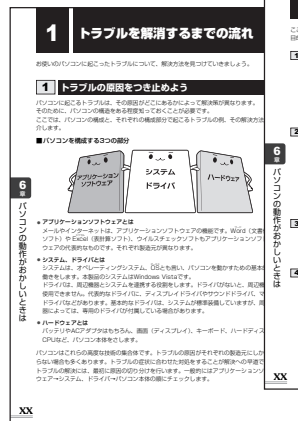 1 トラブルを解消するまでの流れ
お使いのパソコンに起こったトラブルについて、解決方法を見つけていきましょう。
1 トラブルの原因をつき止めよう
パソコンに起こるトラブルは、その原因がどこにあるかによって解決策が異なります。
そのために、パソコンの構造をある程度知っておくことが必要です。
ここでは、パソコンの構成と、それぞれの構成部分で起こるトラブルの例、その解決方法
介します。
■パソコンを構成する3つの部分
アプリケーション
ソフトウェア
システム
ドライバ
ハードウェア
● アプリケーションソフトウェアとは
メールやインターネットは、アプリケーションソフトウェアの機能です。Word（文書
ソフト）やExcel（表計算ソフト）、ウイルスチェックソフトもアプリケーションソフト
ウェアの代表的なものです。それぞれ製造元が異なります。
● システム、ドライバとは
システムは、オペレーティングシステム、OSとも言い、パソコンを動かすための基本
働きをします。本製品のシステムはWindows Vistaです。
ドライバは、周辺機器とシステムを連携する役割をします。ドライバがないと、周辺機
使用できません。代表的なドライバに、ディスプレイドライバやサウンドドライバ、マ
ドライバなどがあります。基本的なドライバは、システムが標準装備していますが、周
器によっては、専用のドライバが付属している場合があります。
● ハードウェアとは
バッテリやACアダプタはもちろん、画面（ディスプレイ）、キーボード、ハードディス
CPUなど、パソコン本体をさします。
パソコンはこれらの高度な技術の集合体です。トラブルの原因がそれぞれの製造元にしか
らない場合も多くあります。トラブルの症状に合わせた対処をすることが解決への早道で
トラブルの解決には、最初に原因の切り分けを行います。一般的にはアプリケーションソ
ウェア→システム、ドライバ→パソコン本体の順にチェックします。
6
章
パソコンの動作がおかしいときは
XX
1
2
3
4
6
章
パソコンの動作がおかしいときは
XX